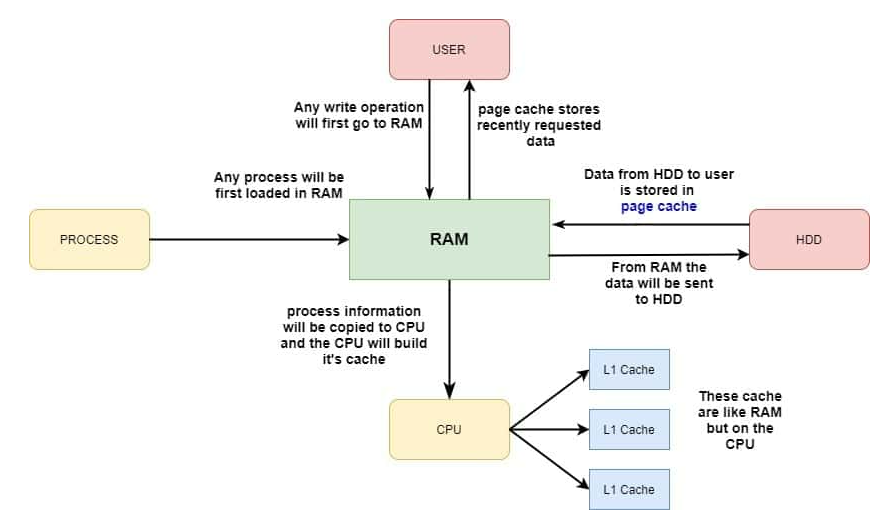 USER
Any write operation
will first go to RAM
page cache stores
recently requested
data
Any process will be
first loaded in RAM
Data from HDD to user
is stored in
page cache
PROCESS
RAM
HDD
From RAM the
data will be sent
to HDD
process information
will be copied to CPU
and the CPU will build
it's cache
L1 Cache
These cache
are like RAM
but on the
CPU
CPU
L1 Cache
L1 Cache